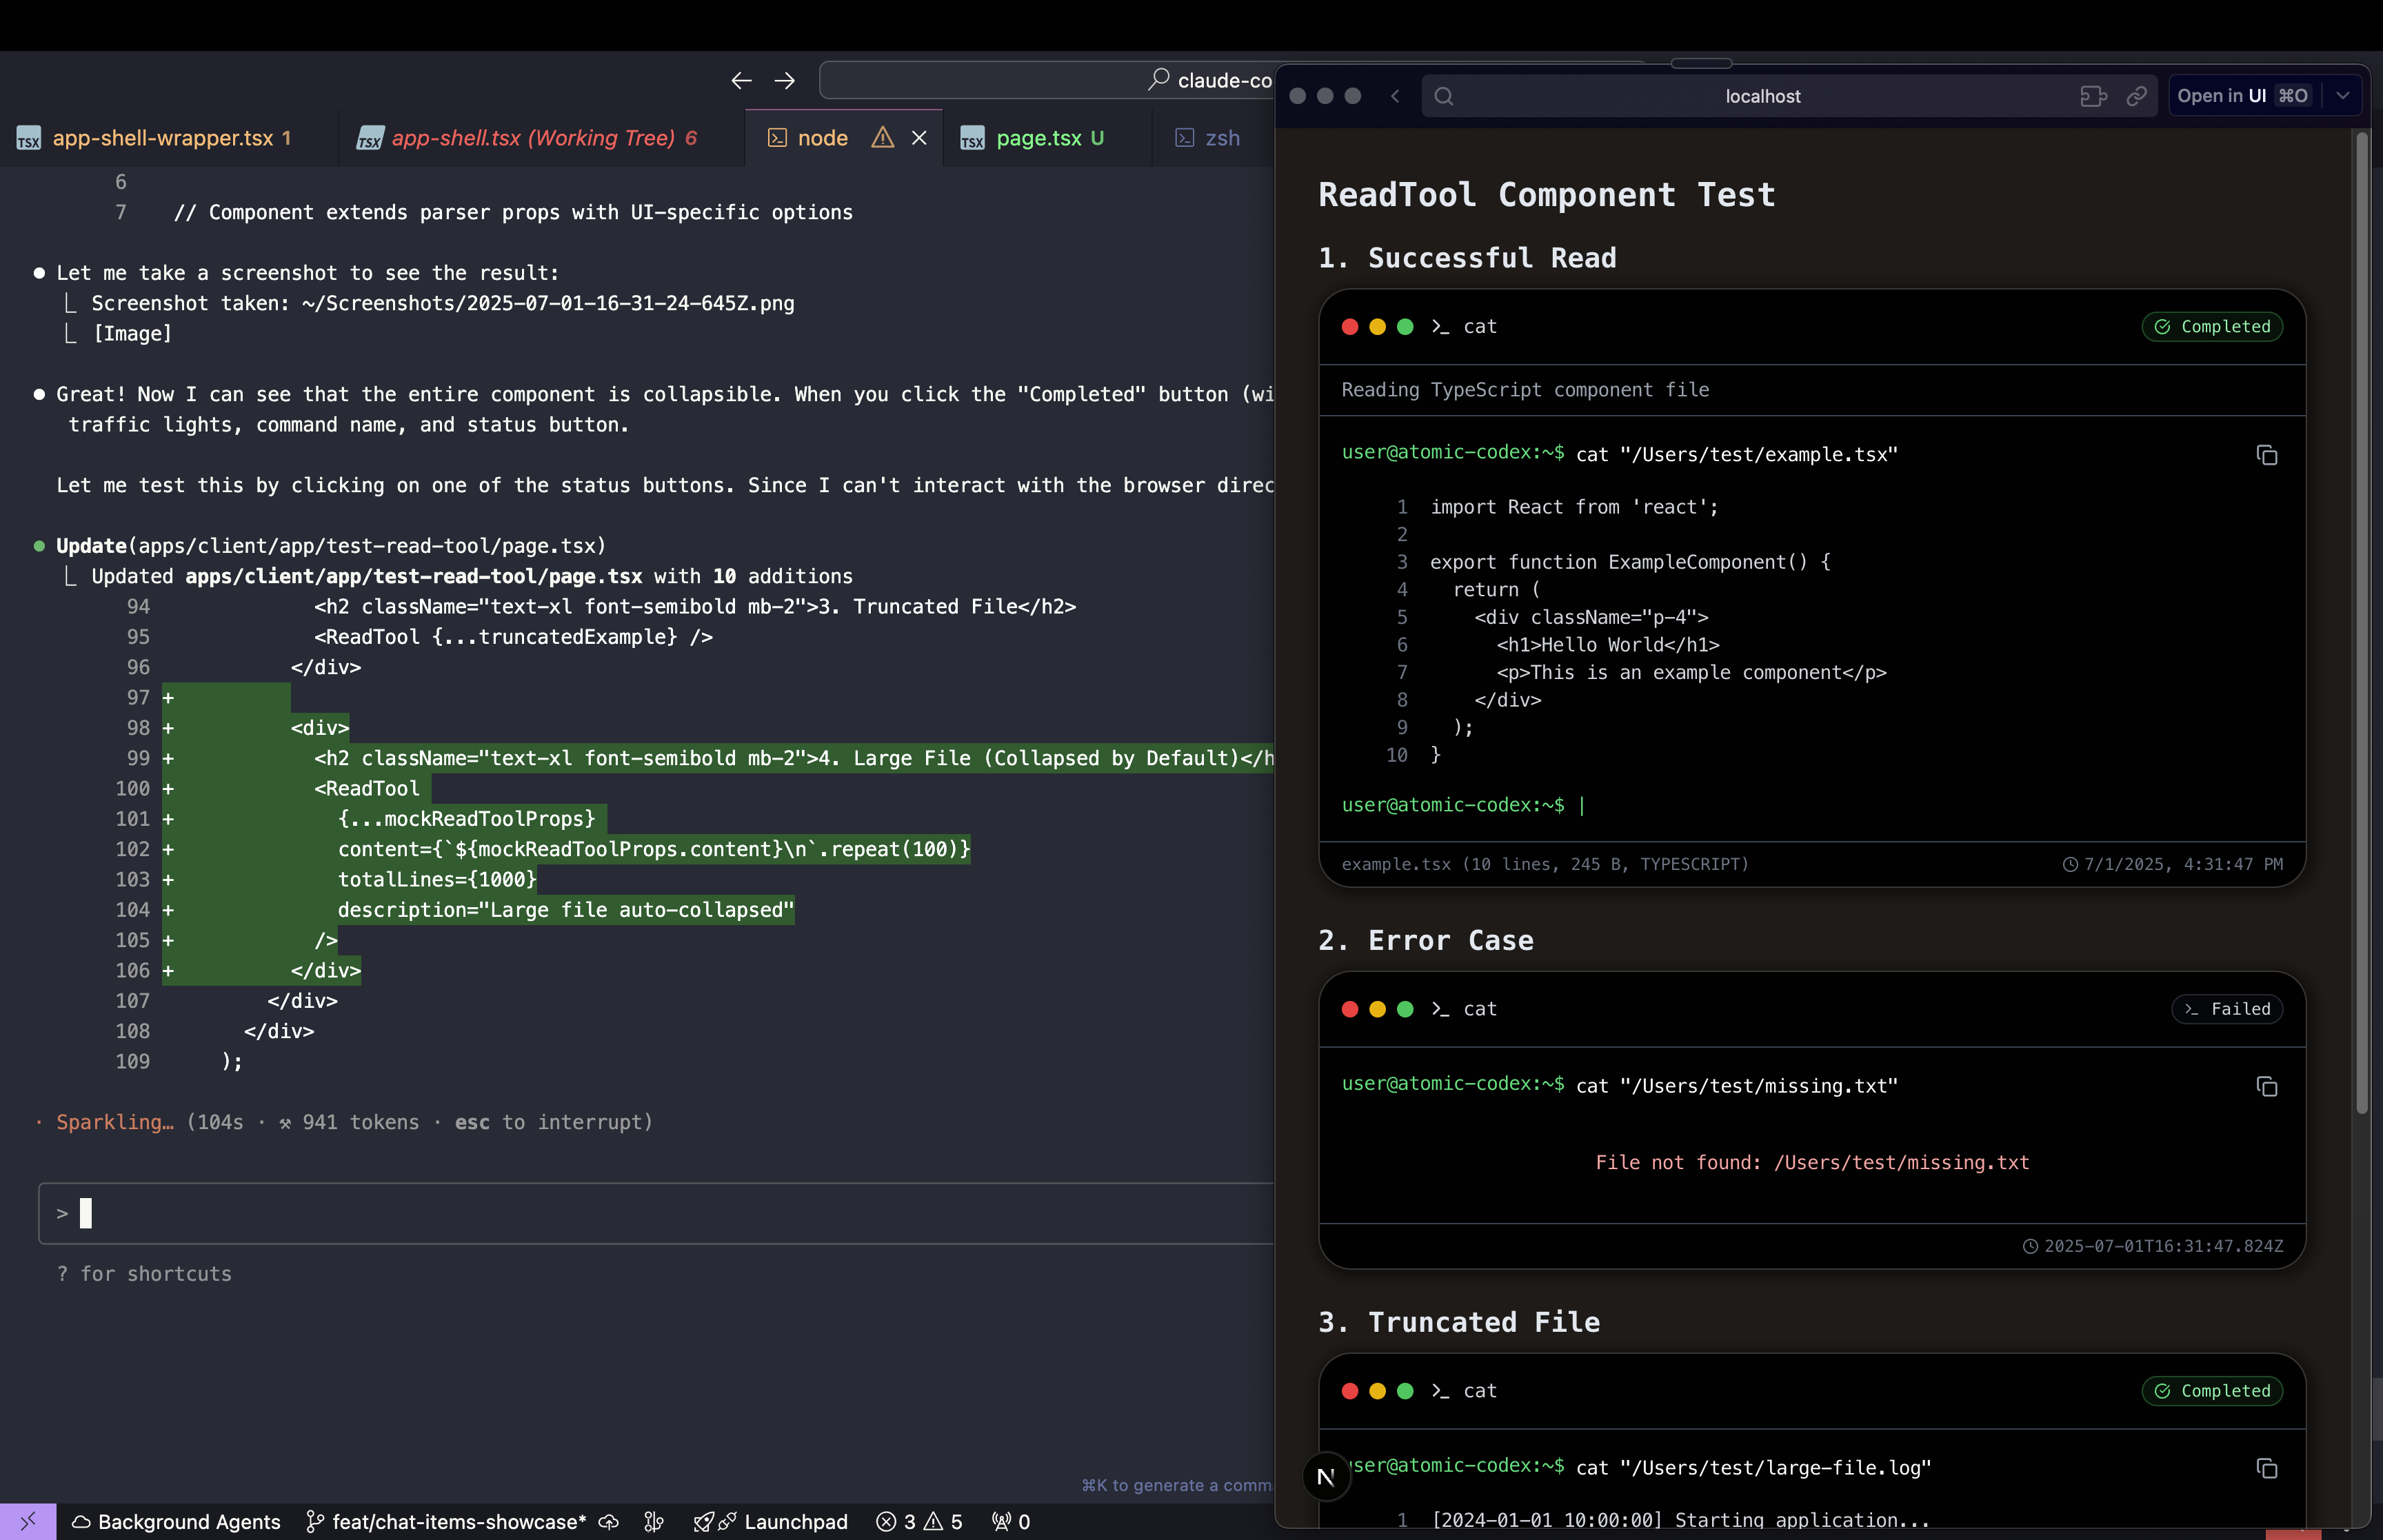 claude-co
app-shell-wrapper.tsx 1
app-shell.tsx (Working Tree) 6
node
page.tsx U
zsh
6
7 // Component extends parser props with UI-specific options
● Let me take a screenshot to see the result:
⎿ Screenshot taken: ~/Screenshots/2025-07-01-16-31-24-645Z.png
⎿ [Image]
● Great! Now I can see that the entire component is collapsible. When you click the "Completed" button (wi
traffic lights, command name, and status button.
Let me test this by clicking on one of the status buttons. Since I can't interact with the browser direc
● Update(apps/client/app/test-read-tool/page.tsx)
⎿ Updated apps/client/app/test-read-tool/page.tsx with 10 additions
94 <h2 className="text-xl font-semibold mb-2">3. Truncated File</h2>
95 <ReadTool {...truncatedExample} />
96 </div>
97 +
98 + <div>
99 + <h2 className="text-xl font-semibold mb-2">4. Large File (Collapsed by Default)</h
100 + <ReadTool
101 + {...mockReadToolProps}
102 + content={`${mockReadToolProps.content}\n`.repeat(100)}
103 + totalLines={1000}
104 + description="Large file auto-collapsed"
105 + />
106 + </div>
107 </div>
108 </div>
109 );
· Sparkling… (104s · ⚒ 941 tokens · esc to interrupt)
>
? for shortcuts
⌘K to generate a comm
Background Agents
feat/chat-items-showcase*
Launchpad
3
5
0
localhost
Open in UI ⌘O
ReadTool Component Test
1. Successful Read
>_ cat
Completed
Reading TypeScript component file
user@atomic-codex:~$ cat "/Users/test/example.tsx"
1 import React from 'react';
2
3 export function ExampleComponent() {
4 return (
5 <div className="p-4">
6 <h1>Hello World</h1>
7 <p>This is an example component</p>
8 </div>
9 );
10 }
user@atomic-codex:~$ |
example.tsx (10 lines, 245 B, TYPESCRIPT)
7/1/2025, 4:31:47 PM
2. Error Case
>_ cat
>_ Failed
user@atomic-codex:~$ cat "/Users/test/missing.txt"
File not found: /Users/test/missing.txt
2025-07-01T16:31:47.824Z
3. Truncated File
>_ cat
Completed
user@atomic-codex:~$ cat "/Users/test/large-file.log"
N
1 [2024-01-01 10:00:00] Starting application...